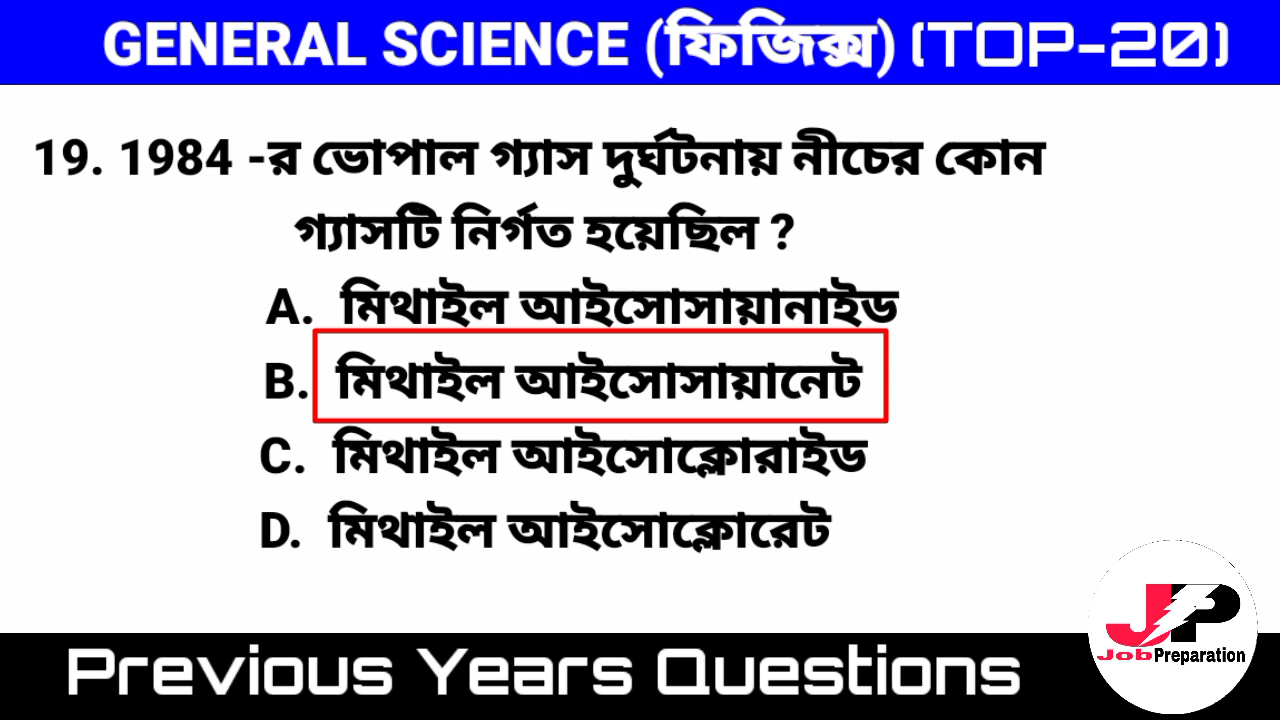 GENERAL SCIENCE (ফিজিক্স) (TOP-20)
19. 1984 -র ভোপাল গ্যাস দুর্ঘটনায় নীচের কোন
গ্যাসটি নির্গত হয়েছিল ?
A. মিথাইল আইসোসায়ানাইড
B. মিথাইল আইসোসায়ানেট
C. মিথাইল আইসোক্লোরাইড
D. মিথাইল আইসোক্লোরেট
JP
Job Preparation
Previous Years Questions